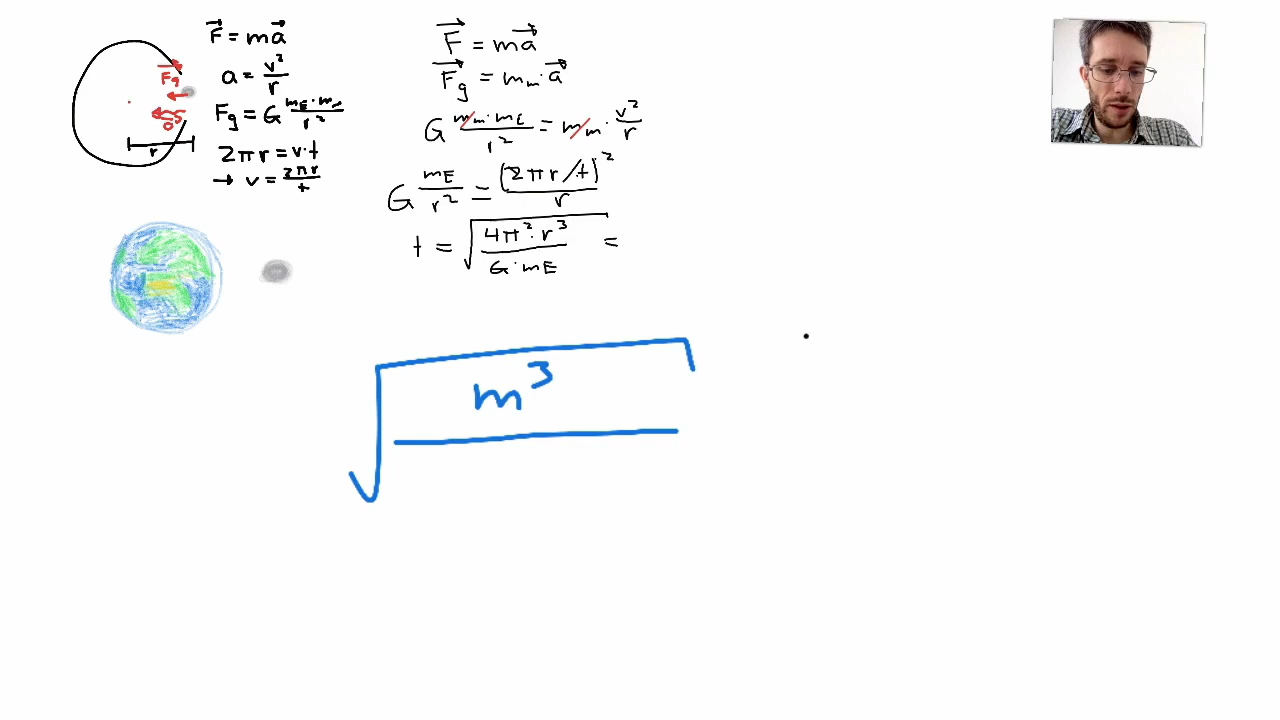 F = ma
a = v²/r
Fg = G mE·mm/r²
2πr = v·t
→ v = 2πr/t
Fg
r
F = ma
Fg = mm·a
G mm·mE/r² = mm·v²/r
G mE/r² = (2πr/t)²/r
t = √(4π²·r³/G·mE) =
√(m³/)